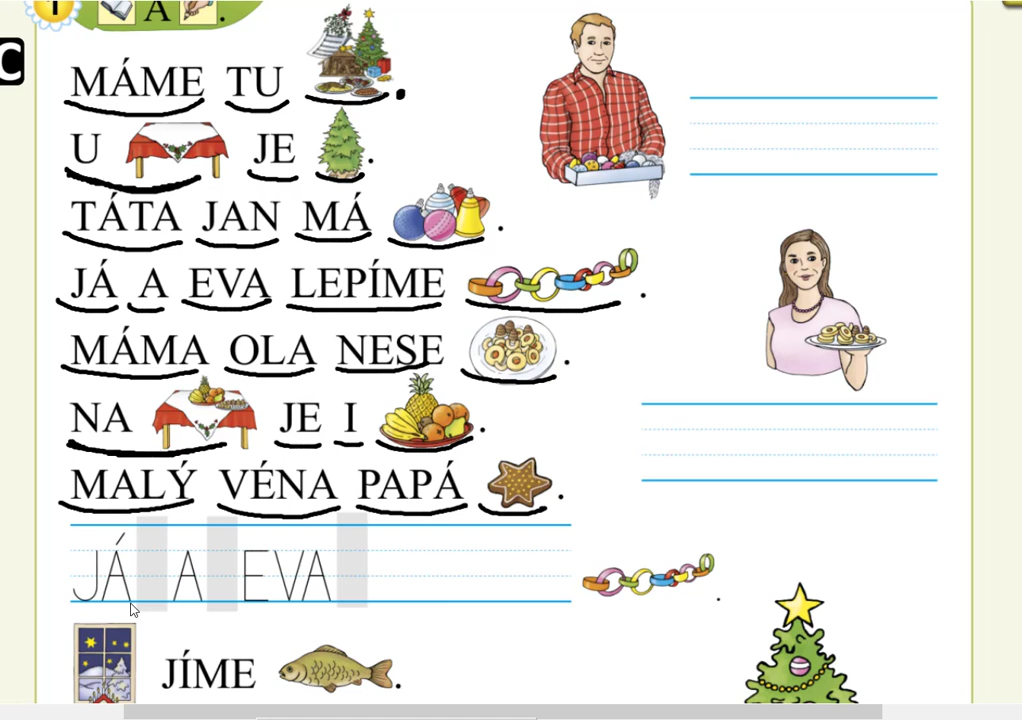 1 A .
C
MÁME TU .
U JE .
TÁTA JAN MÁ .
JÁ A EVA LEPÍME .
MÁMA OLA NESE .
NA JE I .
MALÝ VÉNA PAPÁ .
JÁ A EVA .
JÍME .